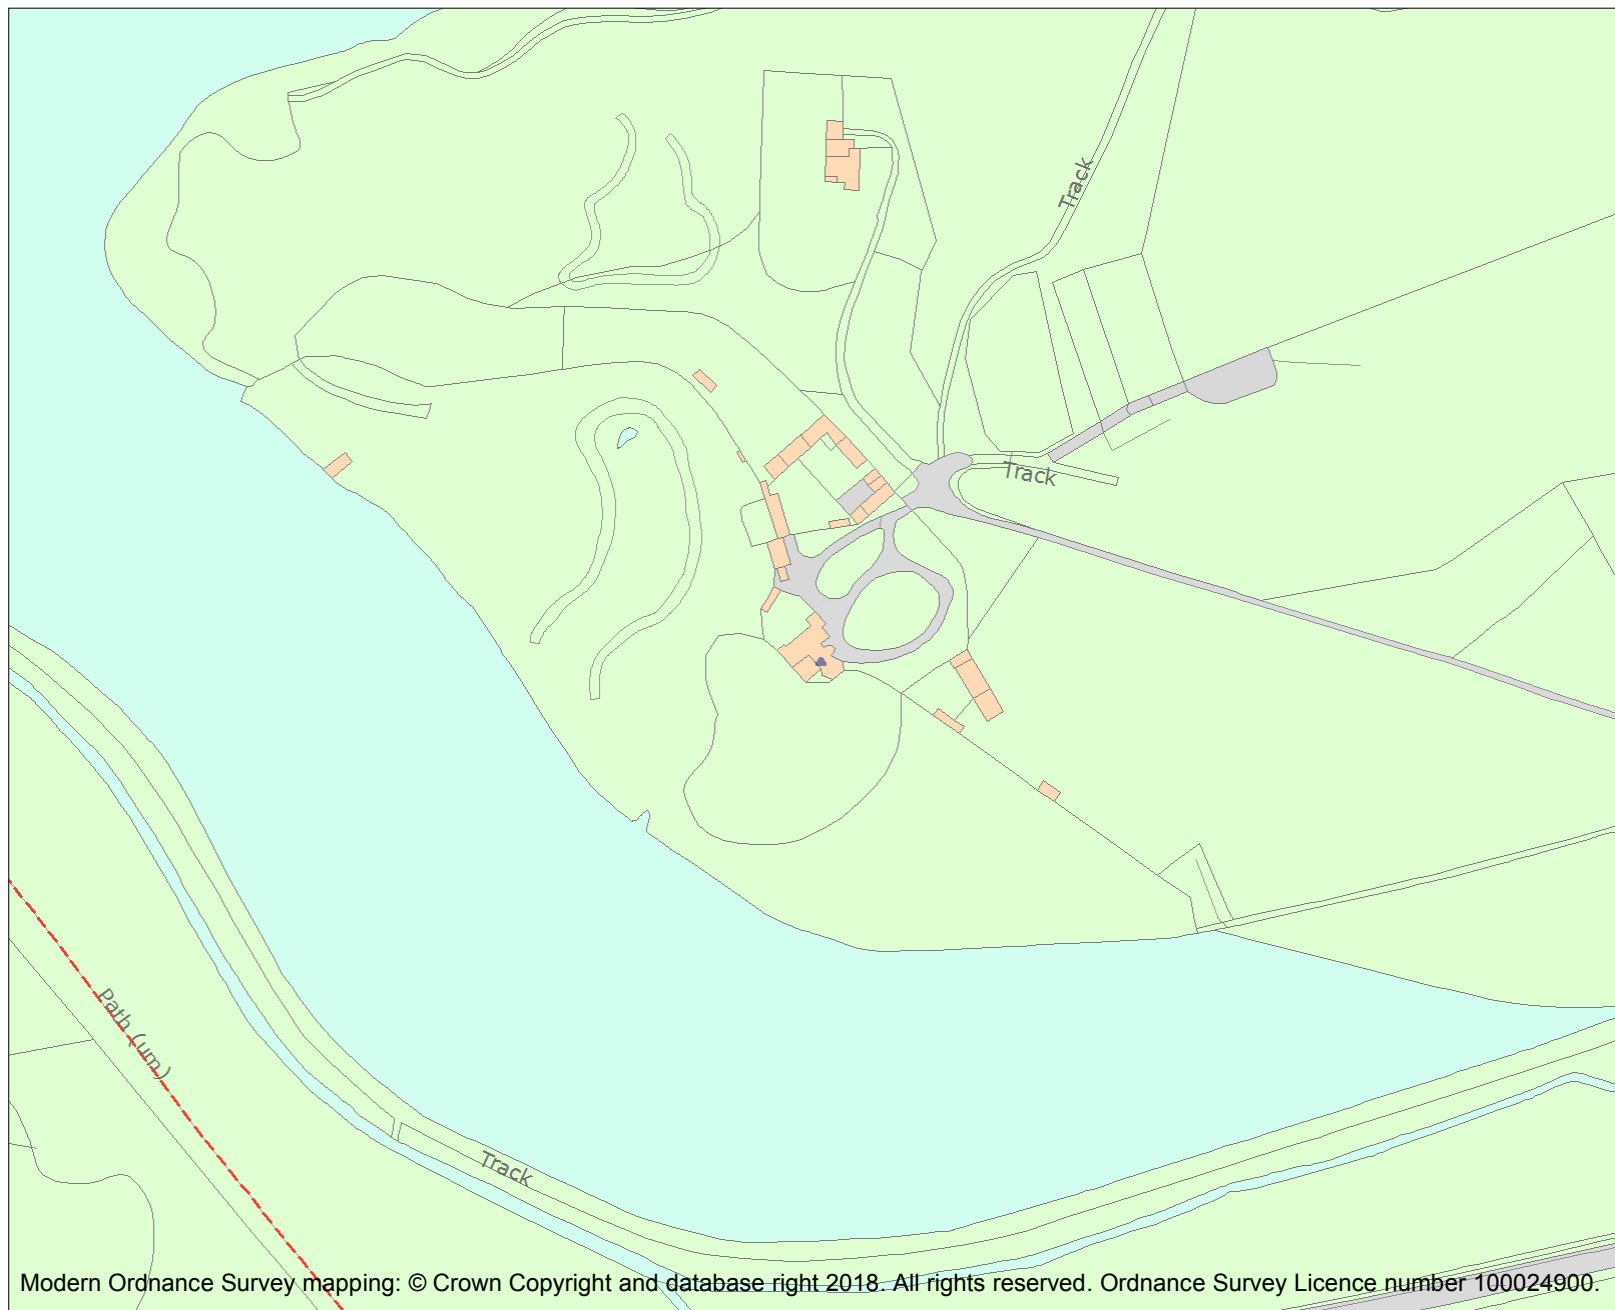 Track
Track
Path (um)
Track
Modern Ordnance Survey mapping: © Crown Copyright and database right 2018. All rights reserved. Ordnance Survey Licence number 100024900.